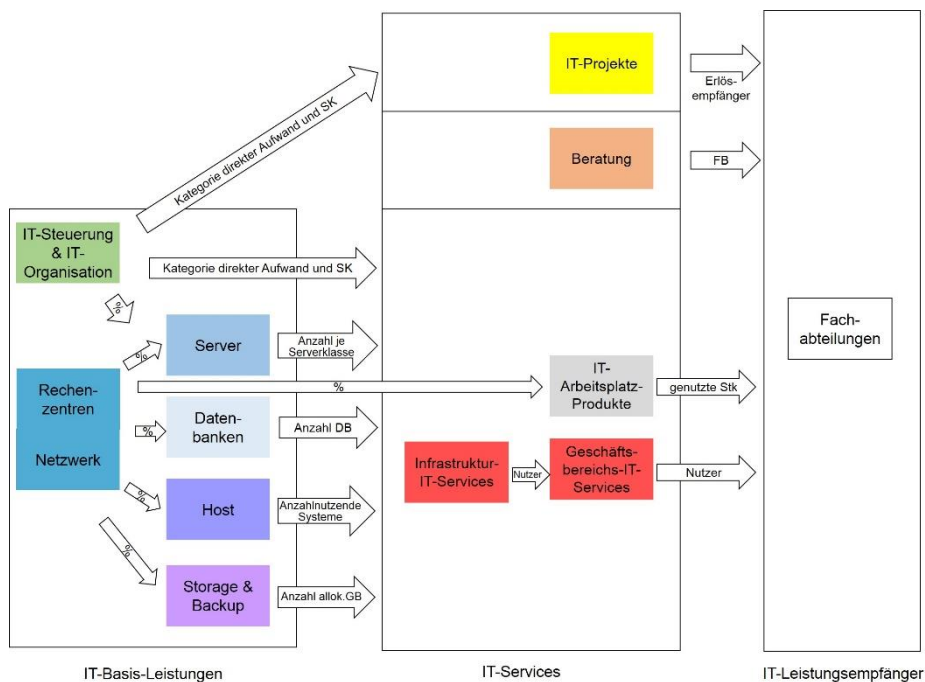 IT-Projekte
Erlös-
empfänger
Kategorie direkter Aufwand und SK
Beratung
FB
IT-Steuerung
& IT-
Organisation
Kategorie direkter Aufwand und SK
%
Server
Anzahl je
Serverklasse
Fach-
abteilungen
%
Rechen-
zentren
%
IT-
Arbeitsplatz-
Produkte
genutzte Stk
%
Daten-
banken
Anzahl DB
Netzwerk
Infrastruktur-
IT-Services
Nutzer
Geschäfts-
bereichs-IT-
Services
Nutzer
%
Host
Anzahlnutzende
Systeme
%
Storage &
Backup
Anzahl allok.GB
IT-Basis-Leistungen
IT-Services
IT-Leistungsempfänger